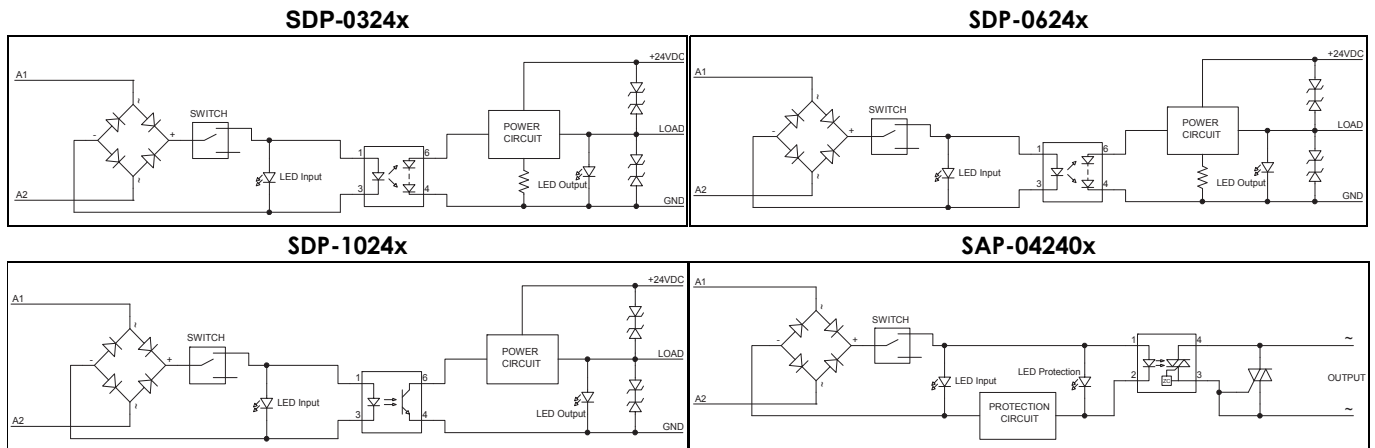 SDP-0324x
A1
A2
~
-
+
~
SWITCH
LED Input
1
3
6
4
POWER
CIRCUIT
LED Output
+24VDC
LOAD
GND
SDP-0624x
A1
A2
~
-
+
~
SWITCH
LED Input
1
3
6
4
POWER
CIRCUIT
LED Output
+24VDC
LOAD
GND
SDP-1024x
A1
A2
~
-
+
~
SWITCH
LED Input
1
3
6
4
POWER
CIRCUIT
LED Output
+24VDC
LOAD
GND
SAP-04240x
A1
A2
~
-
+
~
SWITCH
LED Input
LED Protection
PROTECTION
CIRCUIT
1
2
4
3
ZC
~
OUTPUT
~